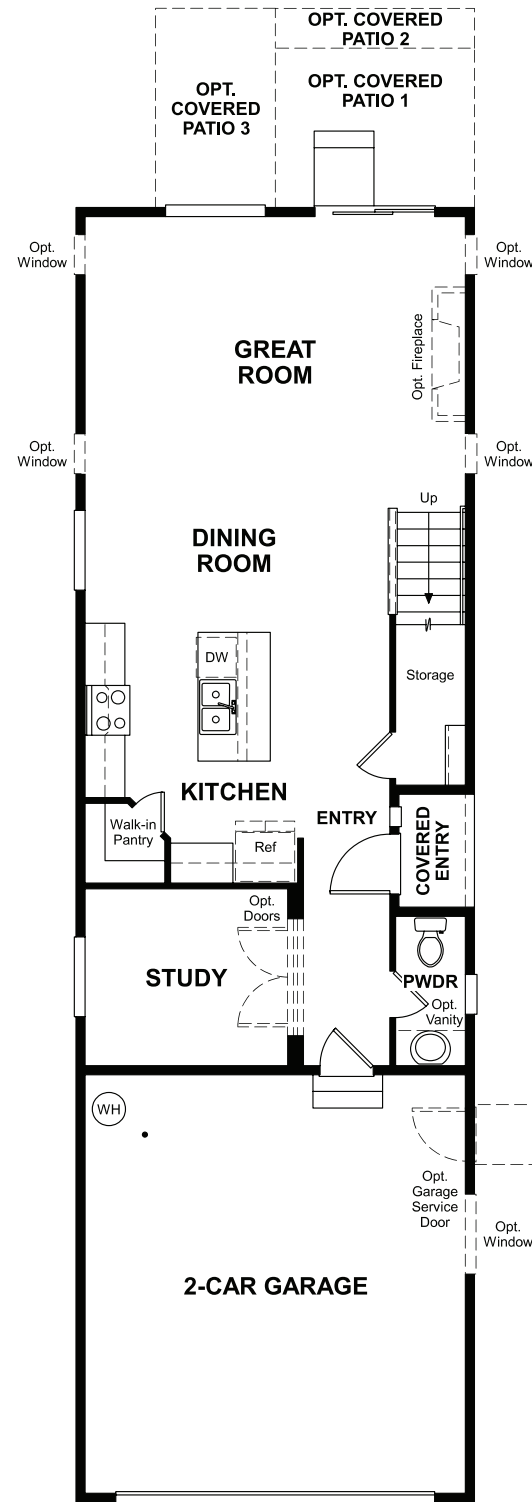 OPT. COVERED
PATIO 2
OPT. COVERED
PATIO 1
OPT.
COVERED
PATIO 3
Opt.
Window
Opt.
Window
GREAT
ROOM
Opt. Fireplace
Opt.
Window
Opt.
Window
Up
DINING
ROOM
DW
Storage
KITCHEN
ENTRY
Walk-in
Pantry
Ref
COVERED
ENTRY
Opt.
Doors
STUDY
PWDR
Opt.
Vanity
WH
Opt.
Garage
Service
Door
Opt.
Window
2-CAR GARAGE